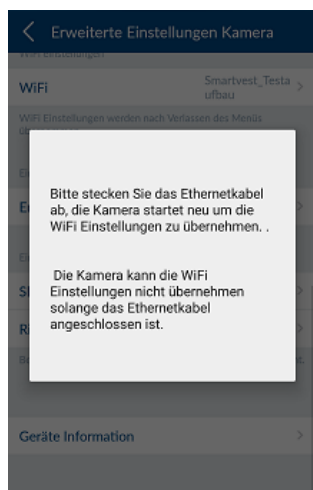 Erweiterte Einstellungen Kamera
WiFi Einstellungen
WiFi
Smartvest_Testa
ufbau
WiFi Einstellungen werden nach Verlassen des Menüs
Bitte stecken Sie das Ethernetkabel
ab, die Kamera startet neu um die
WiFi Einstellungen zu übernehmen. .
Die Kamera kann die WiFi
Einstellungen nicht übernehmen
solange das Ethernetkabel
angeschlossen ist.
Geräte Information